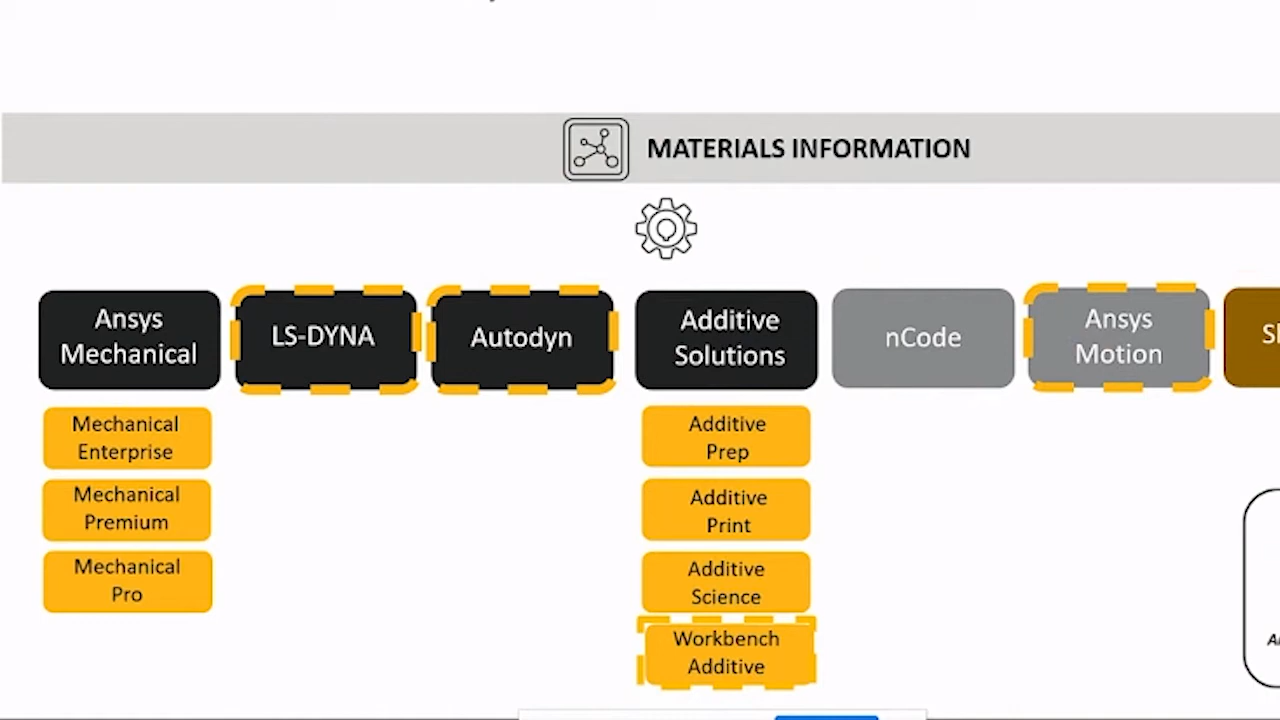 MATERIALS INFORMATION
Ansys
Mechanical
LS-DYNA
Autodyn
Additive
Solutions
nCode
Ansys
Motion
Mechanical
Enterprise
Mechanical
Premium
Mechanical
Pro
Additive
Prep
Additive
Print
Additive
Science
Workbench
Additive